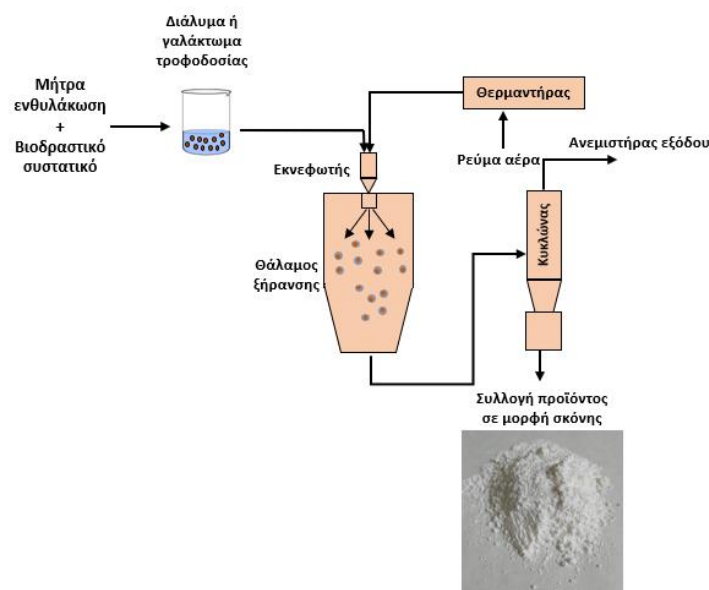 Διάλυμα ή
γαλάκτωμα
τροφοδοσίας
Μήτρα
ενθυλάκωση
+
Βιοδραστικό
συστατικό
Θερμαντήρας
Ρεύμα αέρα
Ανεμιστήρας εξόδου
Εκνεφωτής
Κυκλώνας
Θάλαμος
ξήρανσης
Συλλογή προϊόντος
σε μορφή σκόνης